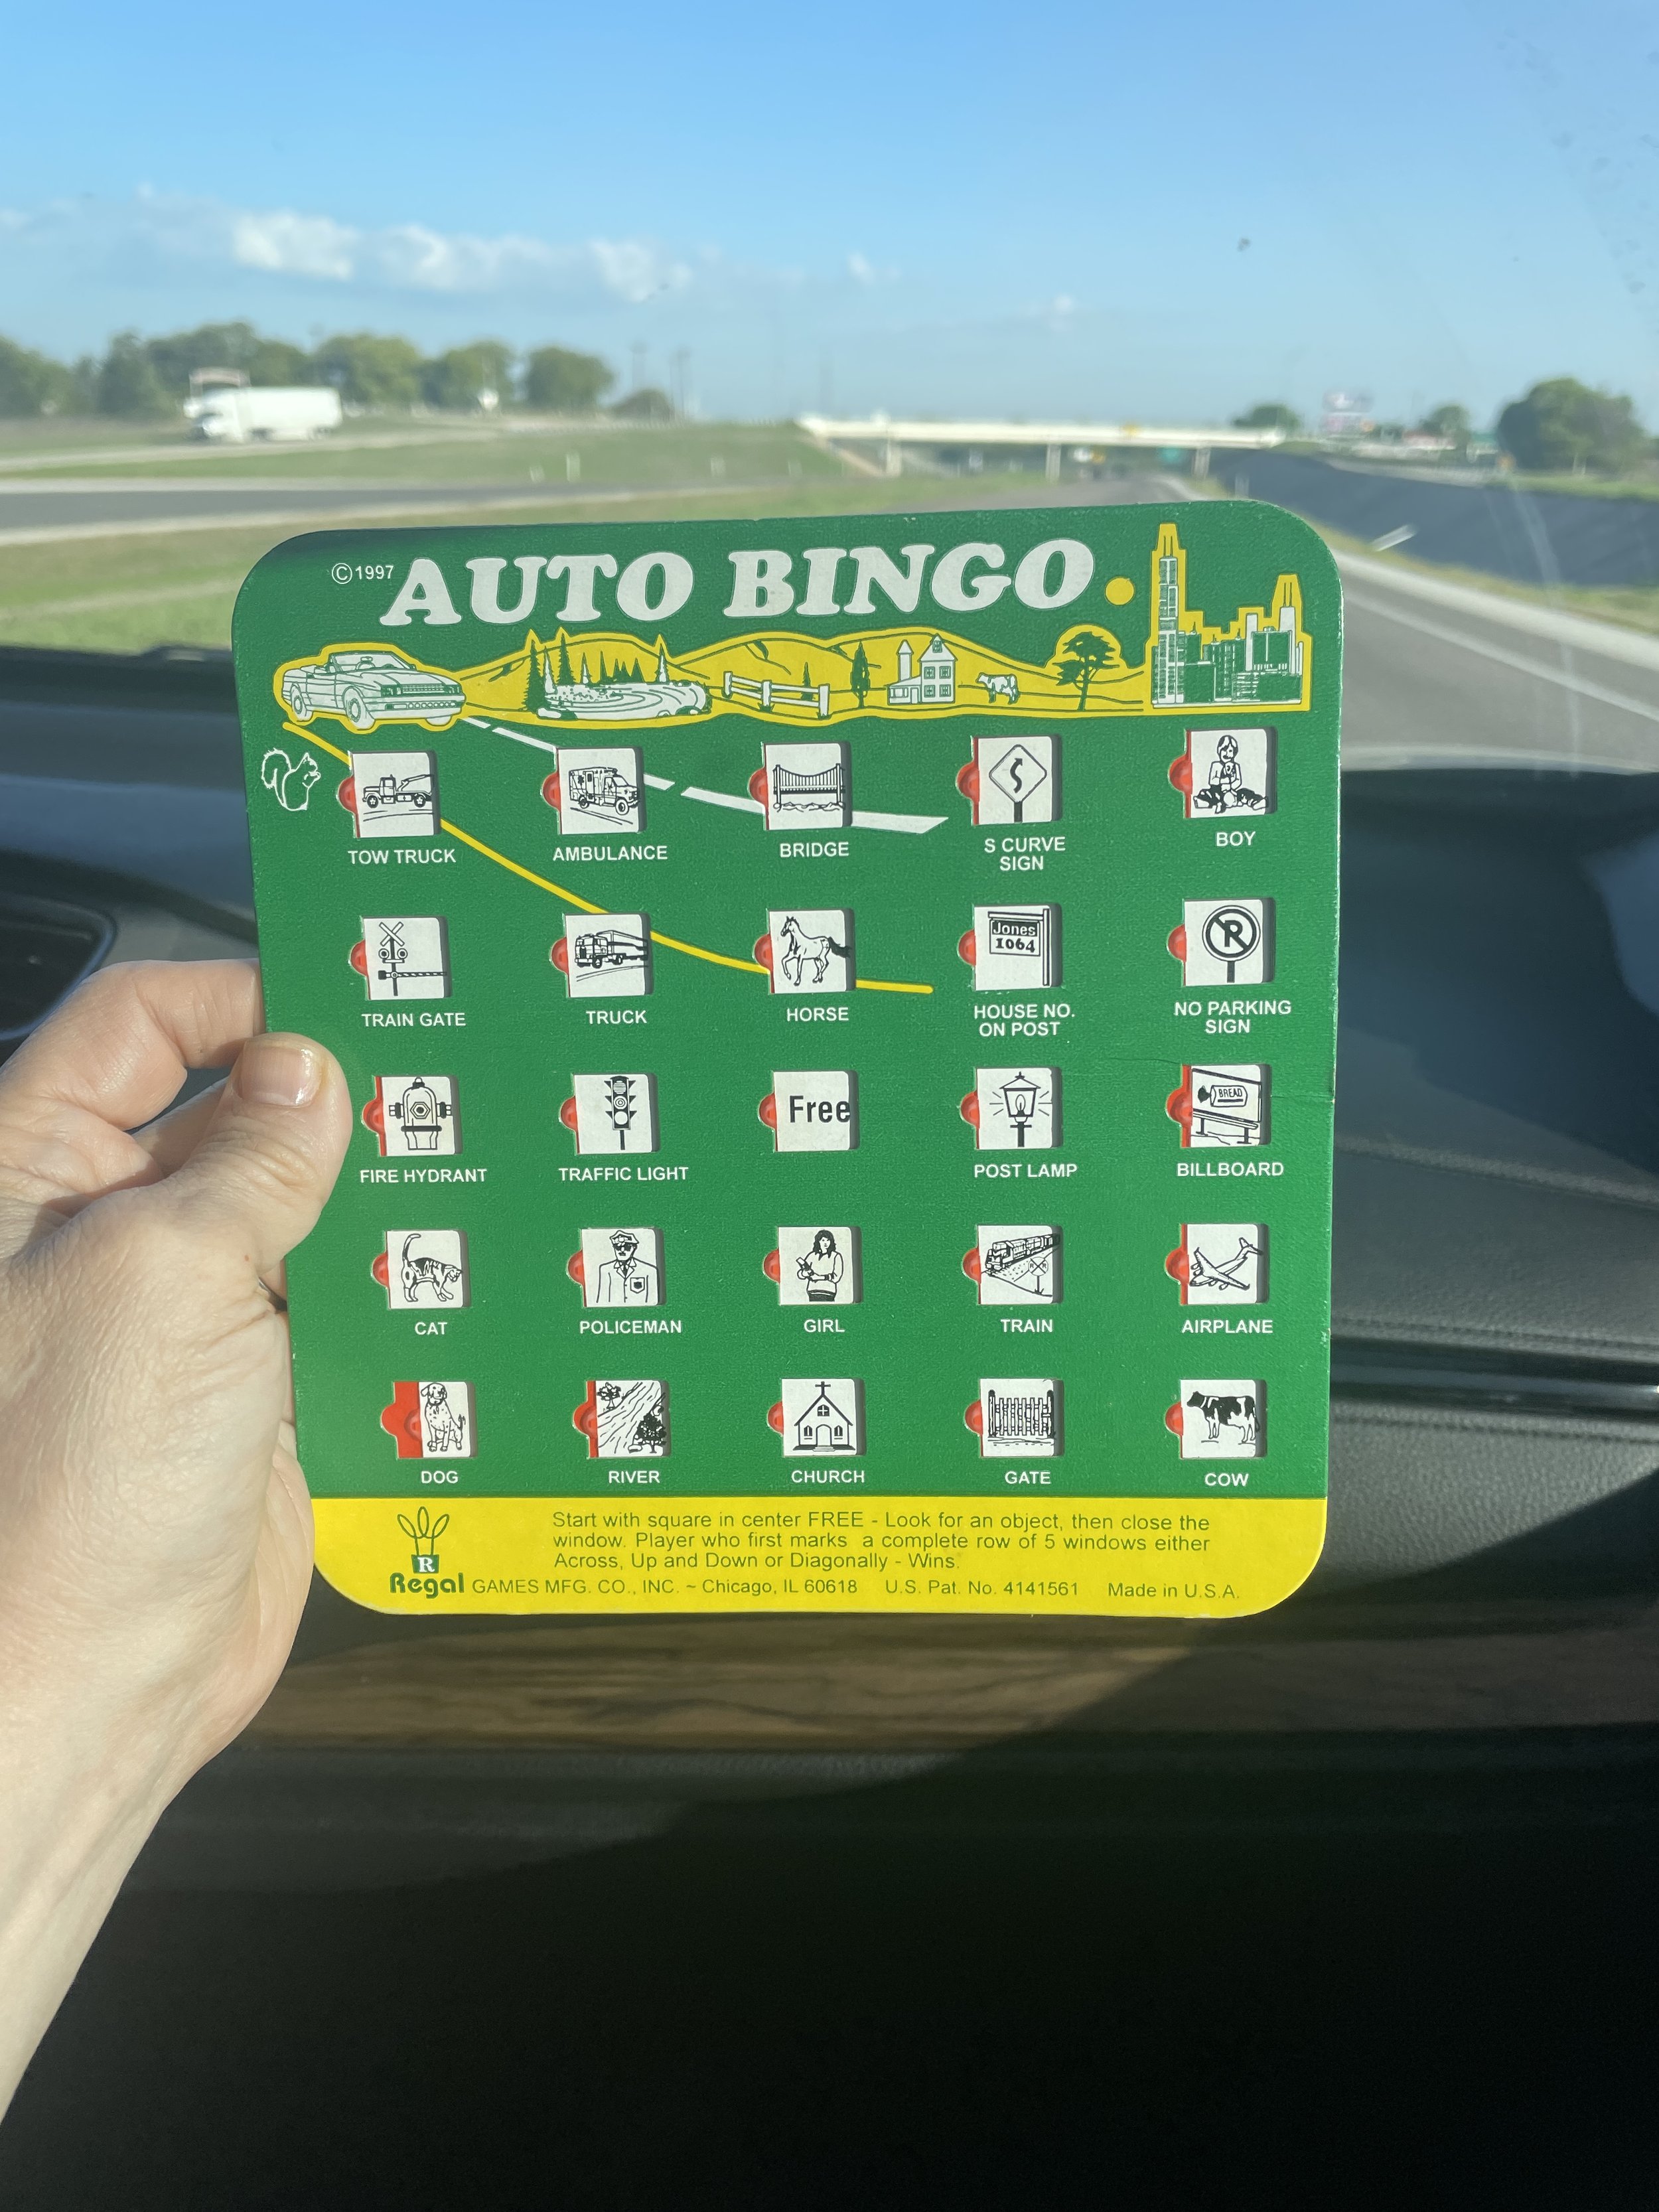 ©1997 AUTO BINGO
TOW TRUCK
AMBULANCE
BRIDGE
S CURVE
SIGN
BOY
Jones
1064
TRAIN GATE
TRUCK
HORSE
HOUSE NO.
ON POST
NO PARKING
SIGN
Free
BREAD
FIRE HYDRANT
TRAFFIC LIGHT
POST LAMP
BILLBOARD
CAT
POLICEMAN
GIRL
TRAIN
AIRPLANE
DOG
RIVER
CHURCH
GATE
COW
Start with square in center FREE - Look for an object, then close the
window. Player who first marks a complete row of 5 windows either
Across, Up and Down or Diagonally - Wins.
R
Regal GAMES MFG. CO., INC. ~ Chicago, IL 60618 U.S. Pat. No. 4141561 Made in U.S.A.